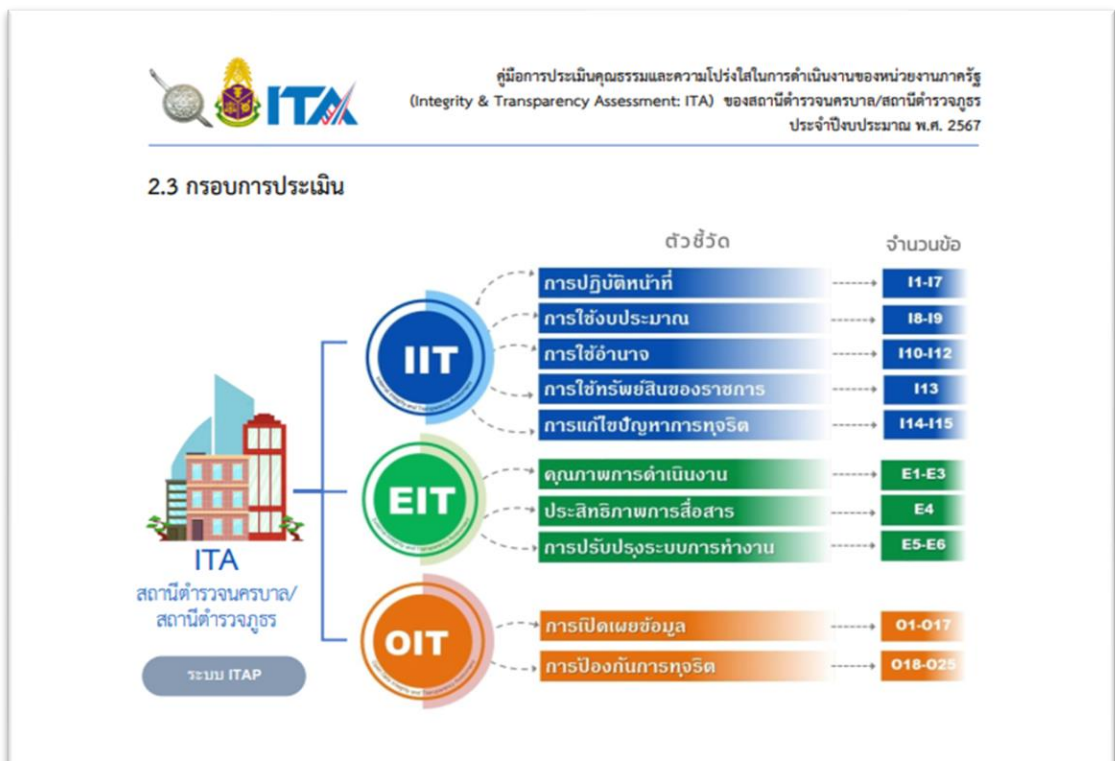 ITA
คู่มือการประเมินคุณธรรมและความโปร่งใสในการดำเนินงานของหน่วยงานภาครัฐ
(Integrity & Transparency Assessment: ITA) ของสถานีตำรวจนครบาล/สถานีตำรวจภูธร
ประจำปีงบประมาณ พ.ศ. 2567
2.3 กรอบการประเมิน
ตัวชี้วัด จำนวนข้อ
IIT
การปฏิบัติหน้าที่ I1-I7
การใช้งบประมาณ I8-I9
การใช้อำนาจ I10-I12
การใช้ทรัพย์สินของราชการ I13
การแก้ไขปัญหาการทุจริต I14-I15
EIT
คุณภาพการดำเนินงาน E1-E3
ประสิทธิภาพการสื่อสาร E4
การปรับปรุงระบบการทำงาน E5-E6
OIT
การเปิดเผยข้อมูล O1-O17
การป้องกันการทุจริต O18-O25
ITA
สถานีตำรวจนครบาล/
สถานีตำรวจภูธร
ระบบ ITAP